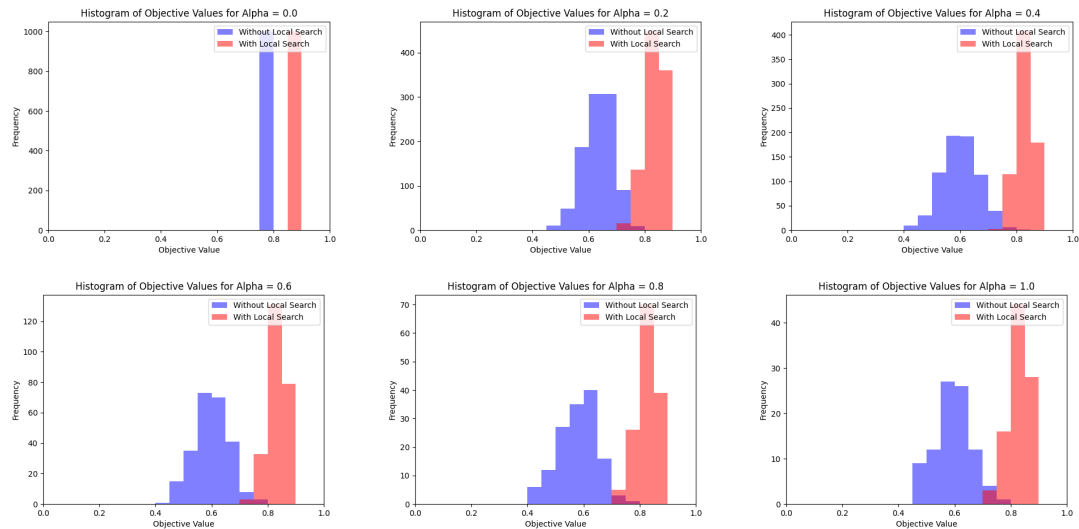 Histogram of Objective Values for Alpha = 0.0
Without Local Search
With Local Search
Frequency
1000
800
600
400
200
0
0.0 0.2 0.4 0.6 0.8 1.0
Objective Value
Histogram of Objective Values for Alpha = 0.2
Without Local Search
With Local Search
Frequency
400
300
200
100
0
0.0 0.2 0.4 0.6 0.8 1.0
Objective Value
Histogram of Objective Values for Alpha = 0.4
Without Local Search
With Local Search
Frequency
400
350
300
250
200
150
100
50
0
0.0 0.2 0.4 0.6 0.8 1.0
Objective Value
Histogram of Objective Values for Alpha = 0.6
Without Local Search
With Local Search
Frequency
120
100
80
60
40
20
0
0.0 0.2 0.4 0.6 0.8 1.0
Objective Value
Histogram of Objective Values for Alpha = 0.8
Without Local Search
With Local Search
Frequency
70
60
50
40
30
20
10
0
0.0 0.2 0.4 0.6 0.8 1.0
Objective Value
Histogram of Objective Values for Alpha = 1.0
Without Local Search
With Local Search
Frequency
40
30
20
10
0
0.0 0.2 0.4 0.6 0.8 1.0
Objective Value